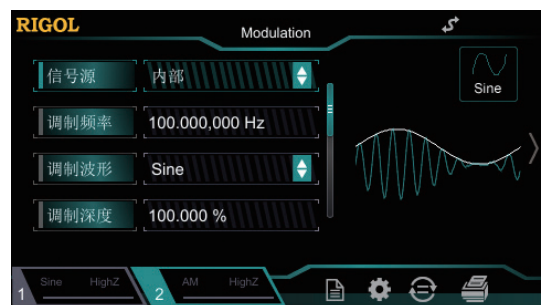 RIGOL
Modulation
信号源 内部
Sine
调制频率 100.000,000 Hz
调制波形 Sine
调制深度 100.000 %
1 Sine HighZ
2 AM HighZ